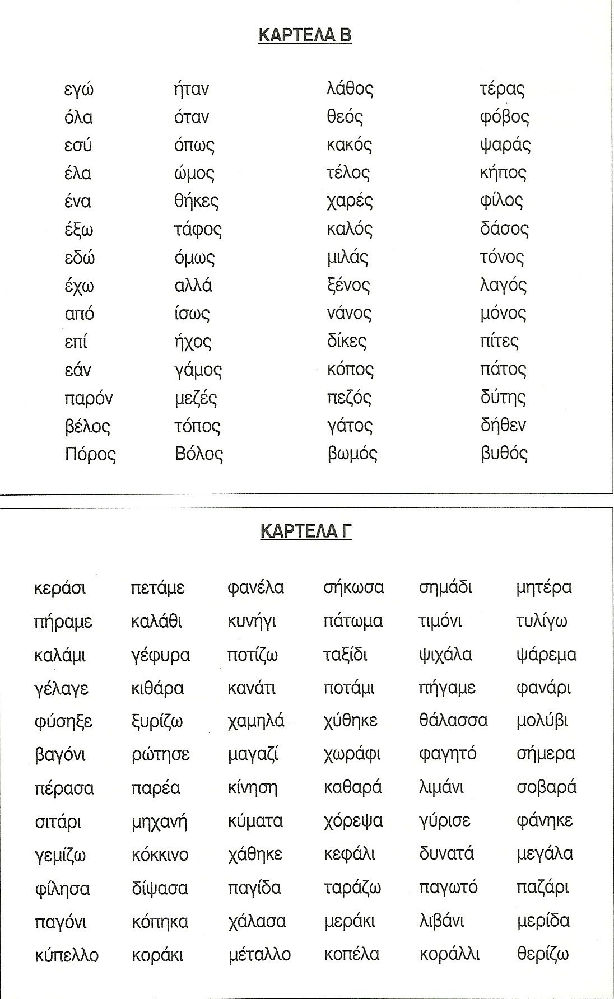 ΚΑΡΤΕΛΑ Β
εγώ ήταν λάθος τέρας
όλα όταν θεός φόβος
εσύ όπως κακός ψαράς
έλα ώμος τέλος κήπος
ένα θήκες χαρές φίλος
έξω τάφος καλός δάσος
εδώ όμως μιλάς τόνος
έχω αλλά ξένος λαγός
από ίσως νάνος μόνος
επί ήχος δίκες πίτες
εάν γάμος κόπος πάτος
παρόν μεζές πεζός δύτης
βέλος τόπος γάτος δήθεν
Πόρος Βόλος βωμός βυθός
ΚΑΡΤΕΛΑ Γ
κεράσι πετάμε φανέλα σήκωσα σημάδι μητέρα
πήραμε καλάθι κυνήγι πάτωμα τιμόνι τυλίγω
καλάμι γέφυρα ποτίζω ταξίδι ψιχάλα ψάρεμα
γέλαγε κιθάρα κανάτι ποτάμι πήγαμε φανάρι
φύσηξε ξυρίζω χαμηλά χύθηκε θάλασσα μολύβι
βαγόνι ρώτησε μαγαζί χωράφι φαγητό σήμερα
πέρασα παρέα κίνηση καθαρά λιμάνι σοβαρά
σιτάρι μηχανή κύματα χόρεψα γύρισε φάνηκε
γεμίζω κόκκινο χάθηκε κεφάλι δυνατά μεγάλα
φίλησα δίψασα παγίδα ταράζω παγωτό παζάρι
παγόνι κόπηκα χάλασα μεράκι λιβάνι μερίδα
κύπελλο κοράκι μέταλλο κοπέλα κοράλλι θερίζω